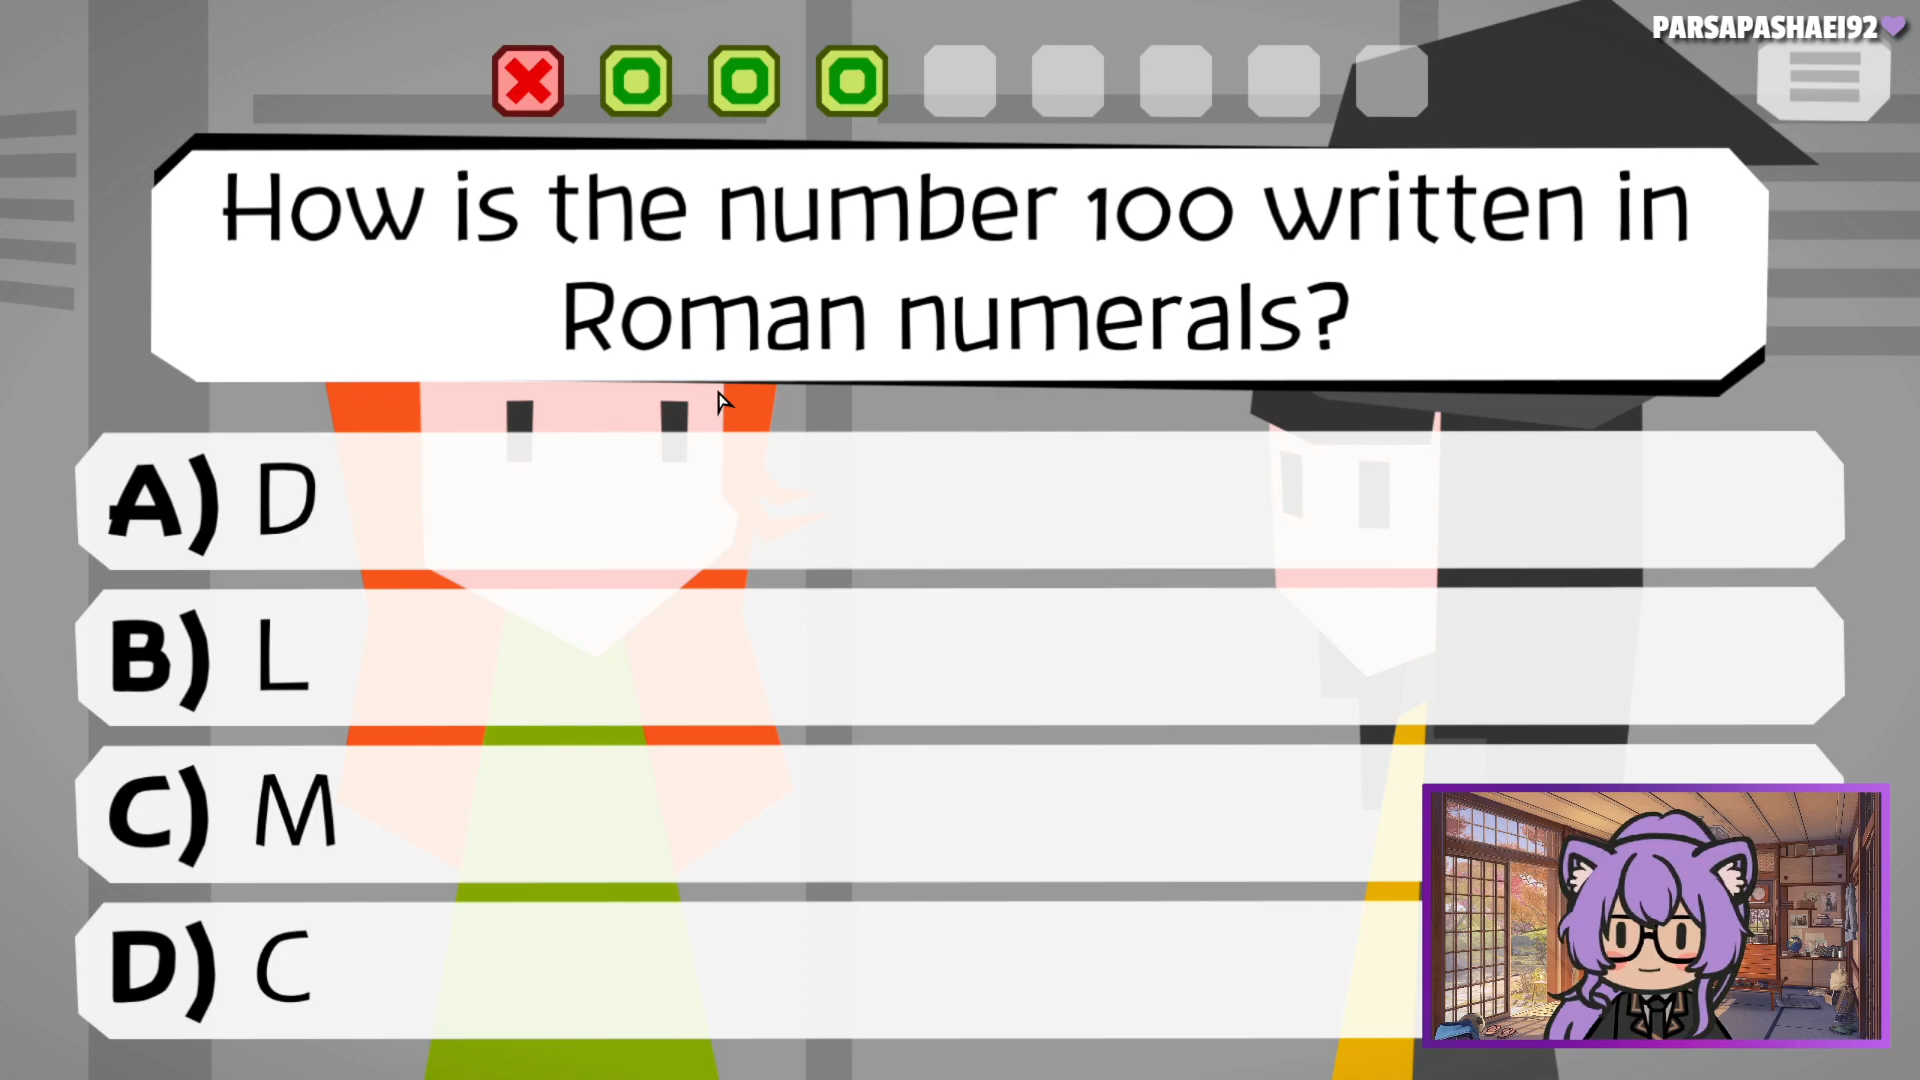 PARSAPASHAEI92
How is the number 100 written in
Roman numerals?
A) D
B) L
C) M
D) C